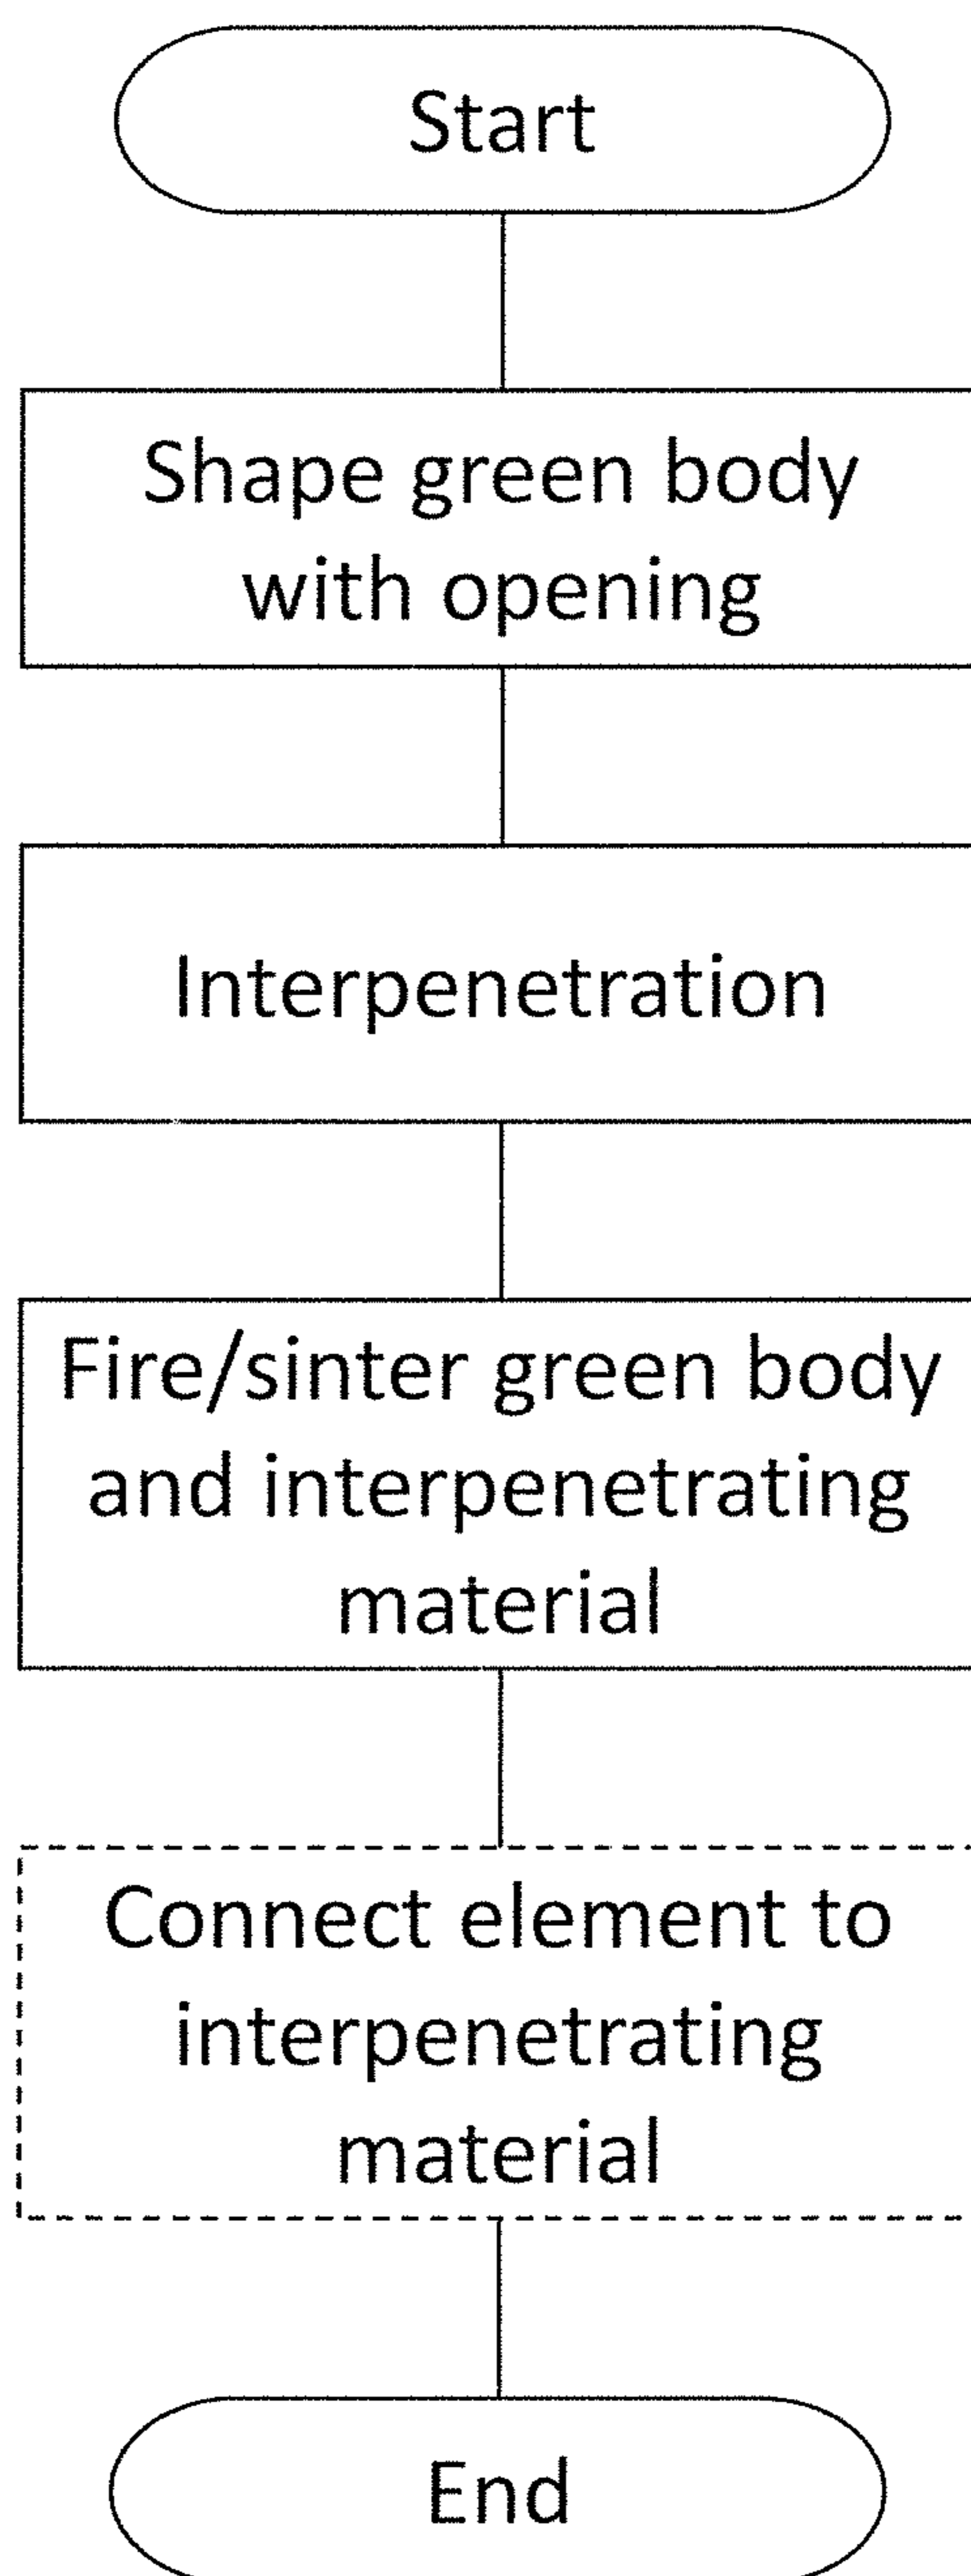 Start
Shape green body
with opening
Interpenetration
Fire/sinter green body
and interpenetrating
material
Connect element to
interpenetrating
material
End